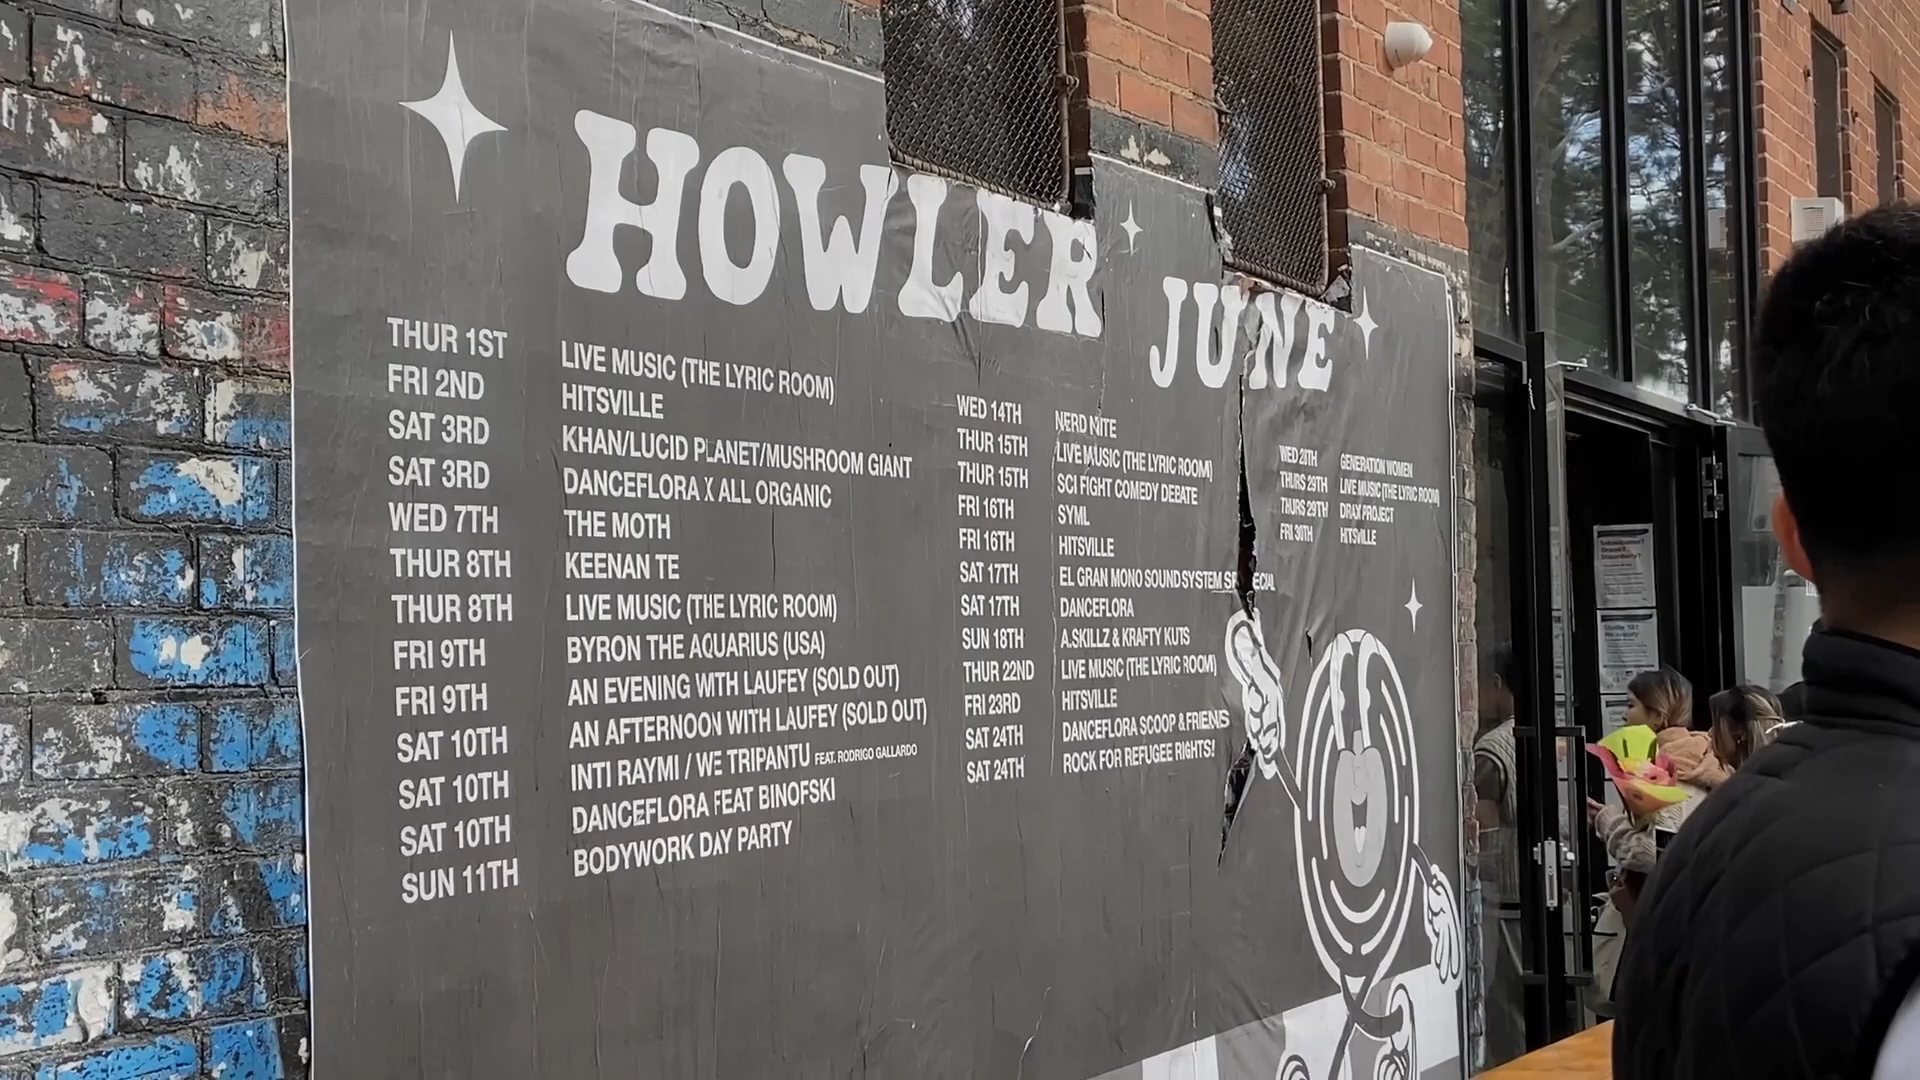 HOWLER JUNE
THUR 1ST LIVE MUSIC (THE LYRIC ROOM)
FRI 2ND HITSVILLE
SAT 3RD KHAN/LUCID PLANET/MUSHROOM GIANT
SAT 3RD DANCEFLORA X ALL ORGANIC
WED 7TH THE MOTH
THUR 8TH KEENAN TE
THUR 8TH LIVE MUSIC (THE LYRIC ROOM)
FRI 9TH BYRON THE AQUARIUS (USA)
FRI 9TH AN EVENING WITH LAUFEY (SOLD OUT)
SAT 10TH AN AFTERNOON WITH LAUFEY (SOLD OUT)
SAT 10TH INTI RAYMI / WE TRIPANTU FEAT. RODRIGO GALLARDO
SAT 10TH DANCEFLORA FEAT BINOFSKI
SUN 11TH BODYWORK DAY PARTY
WED 14TH NERD NITE
THUR 15TH LIVE MUSIC (THE LYRIC ROOM)
THUR 15TH SCI FIGHT COMEDY DEBATE
FRI 16TH SYML
FRI 16TH HITSVILLE
SAT 17TH EL GRAN MONO SOUND SYSTEM SPECIAL
SAT 17TH DANCEFLORA
SUN 18TH A.SKILLZ & KRAFTY KUTS
THUR 22ND LIVE MUSIC (THE LYRIC ROOM)
FRI 23RD HITSVILLE
SAT 24TH DANCEFLORA SCOOP & FRIENDS
SAT 24TH ROCK FOR REFUGEE RIGHTS!
WED 28TH GENERATION WOMEN
THURS 29TH LIVE MUSIC (THE LYRIC ROOM)
THURS 29TH DRAX PROJECT
FRI 30TH HITSVILLE